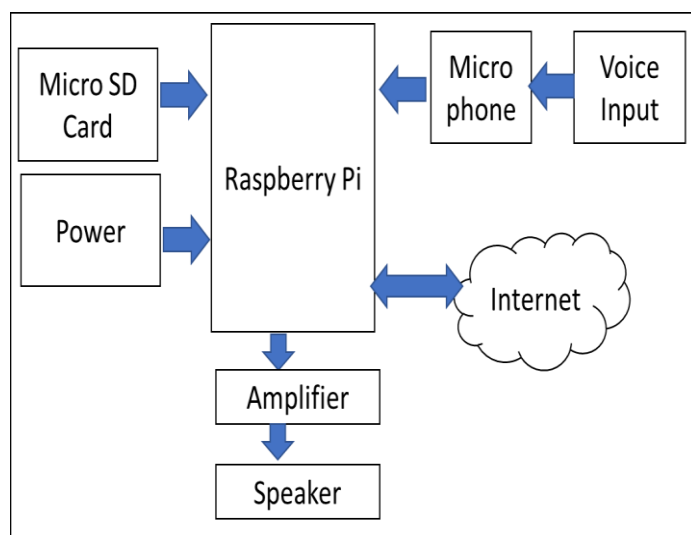 Micro SD
Card
Raspberry Pi
Micro
phone
Voice
Input
Power
Internet
Amplifier
Speaker